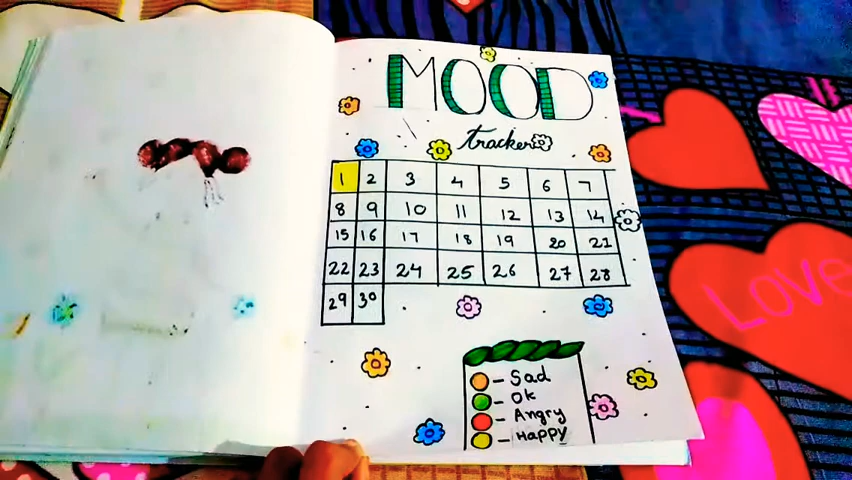 MOOD
tracker
1 2 3 4 5 6 7
8 9 10 11 12 13 14
15 16 17 18 19 20 21
22 23 24 25 26 27 28
29 30
- Sad
- Ok
- Angry
- Happy
LOVE